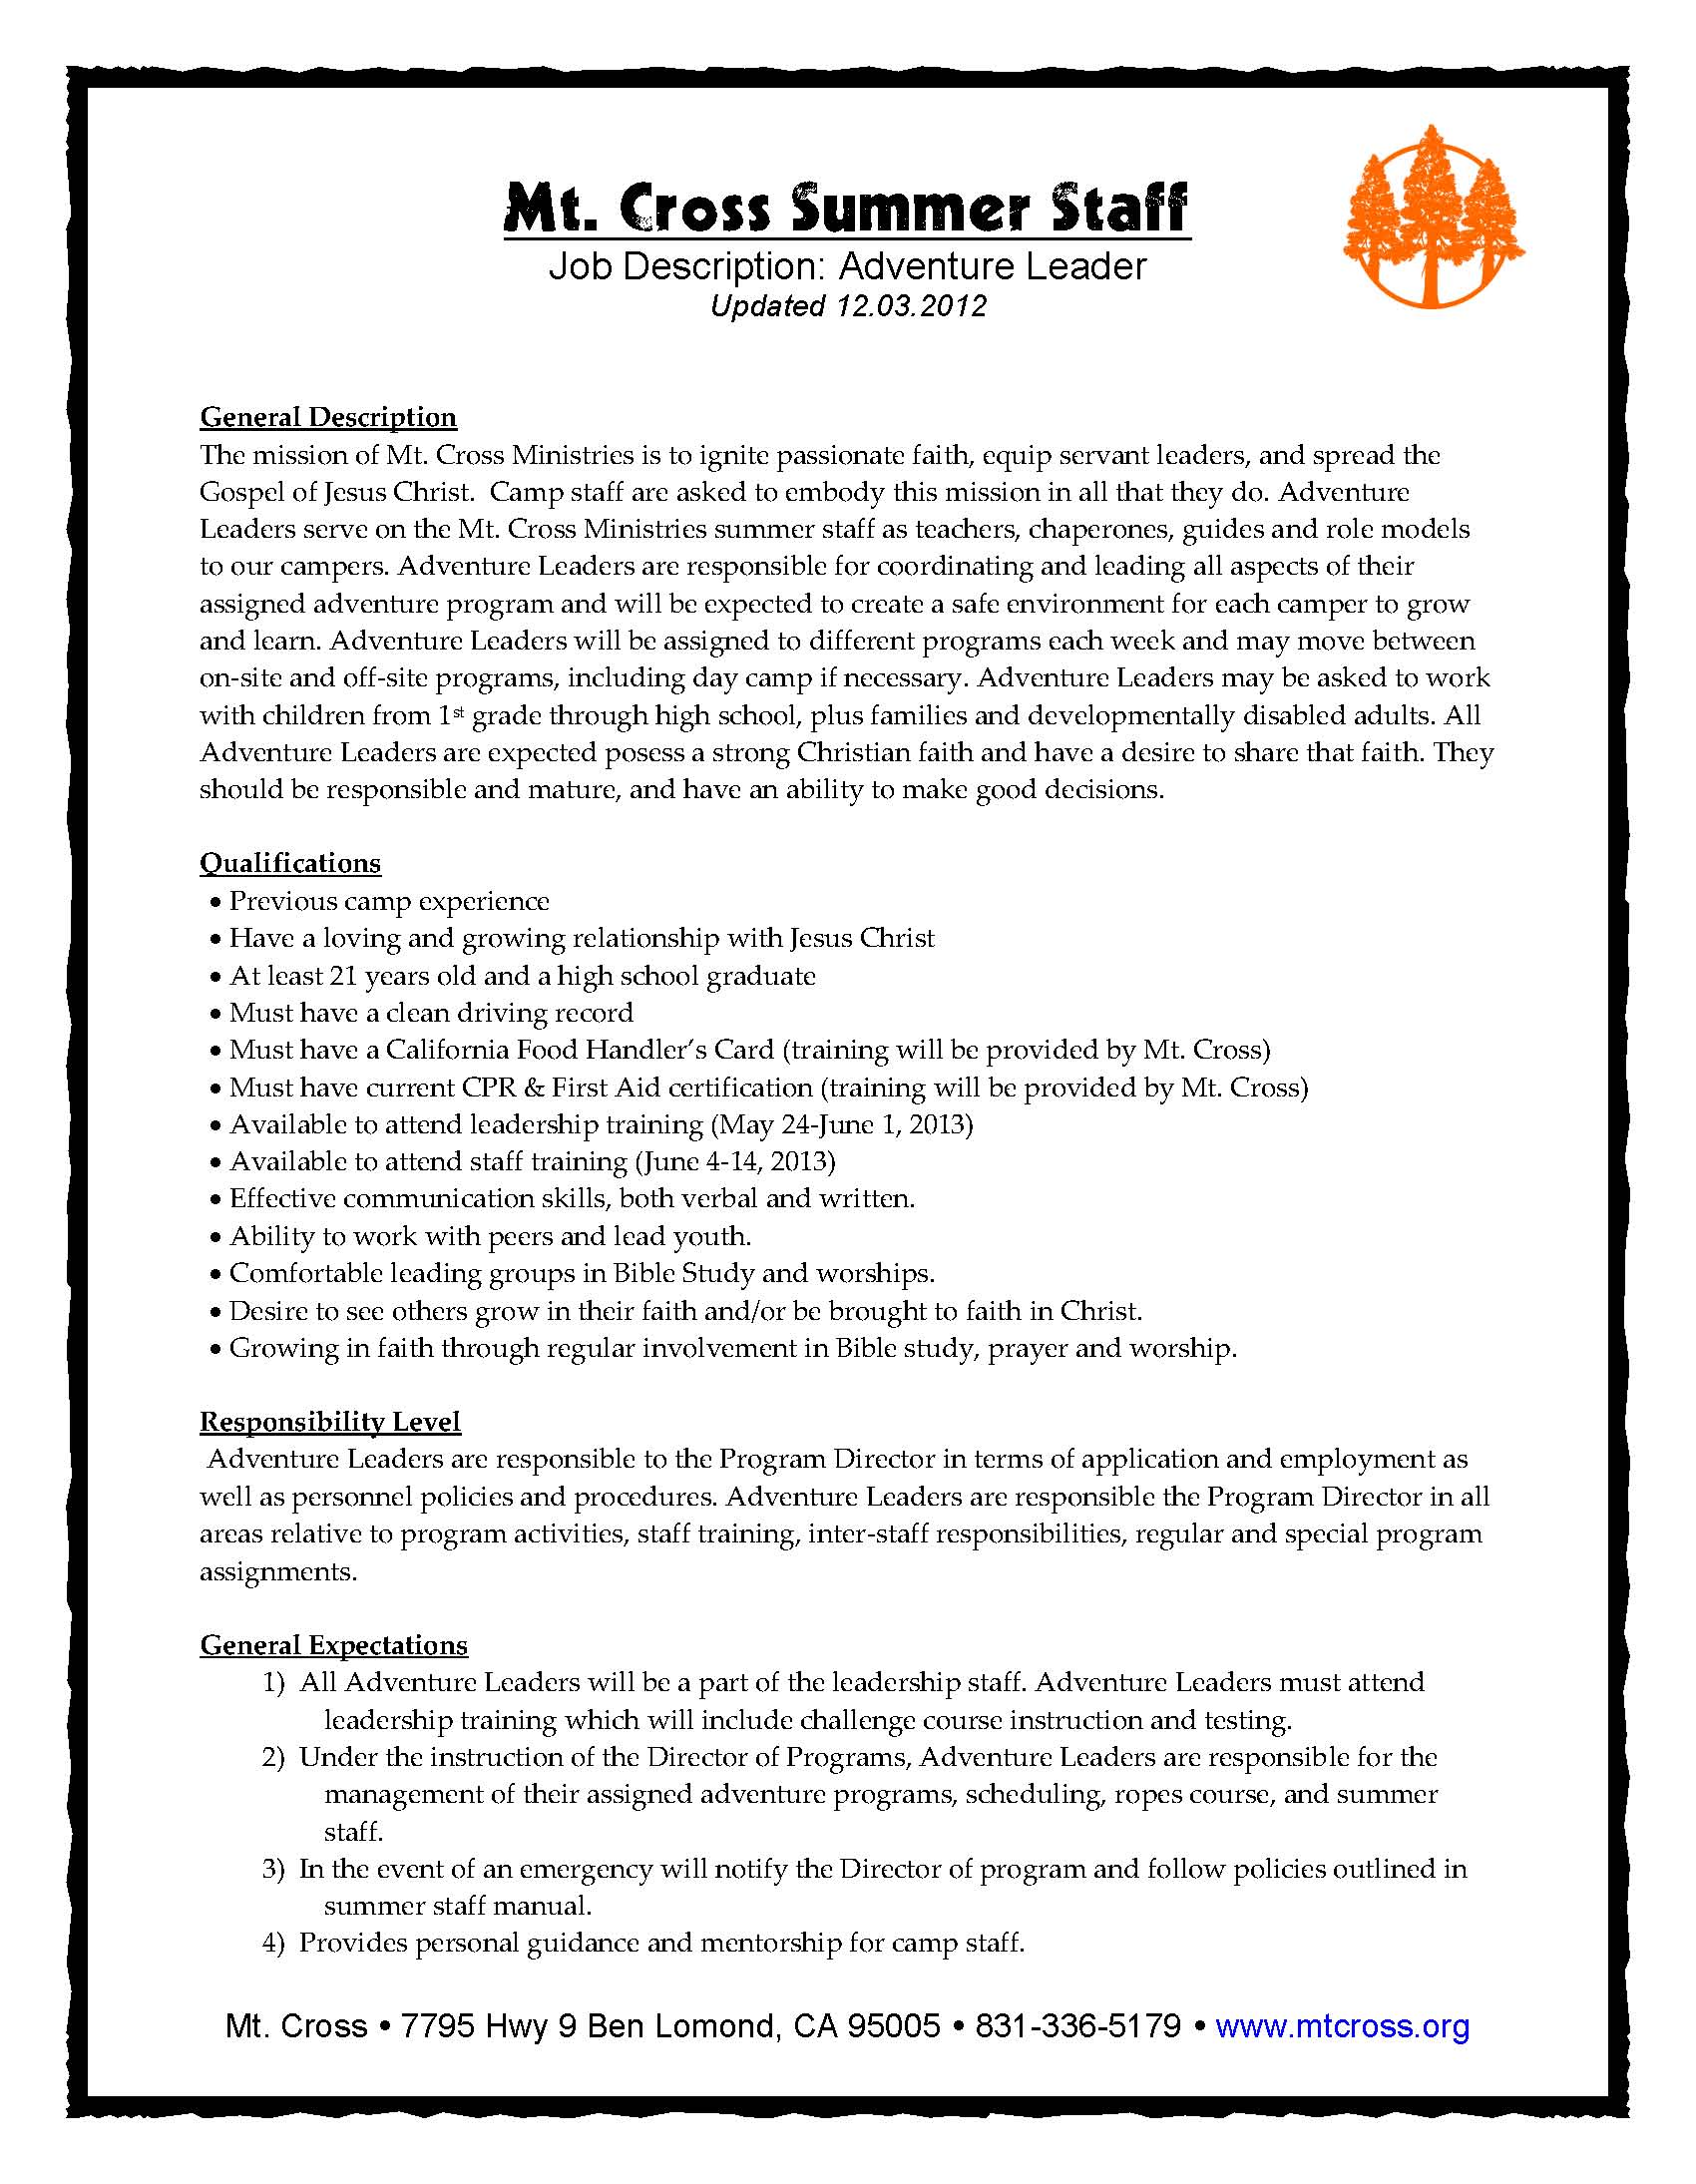 Mt. Cross Summer Staff
Job Description: Adventure Leader
Updated 12.03.2012
General Description
The mission of Mt. Cross Ministries is to ignite passionate faith, equip servant leaders, and spread the
Gospel of Jesus Christ.  Camp staff are asked to embody this mission in all that they do. Adventure
Leaders serve on the Mt. Cross Ministries summer staff as teachers, chaperones, guides and role models
to our campers. Adventure Leaders are responsible for coordinating and leading all aspects of their
assigned adventure program and will be expected to create a safe environment for each camper to grow
and learn. Adventure Leaders will be assigned to different programs each week and may move between
on-site and off-site programs, including day camp if necessary. Adventure Leaders may be asked to work
with children from 1st grade through high school, plus families and developmentally disabled adults. All
Adventure Leaders are expected posess a strong Christian faith and have a desire to share that faith. They
should be responsible and mature, and have an ability to make good decisions.
Qualifications
• Previous camp experience
• Have a loving and growing relationship with Jesus Christ
• At least 21 years old and a high school graduate
• Must have a clean driving record
• Must have a California Food Handler’s Card (training will be provided by Mt. Cross)
• Must have current CPR & First Aid certification (training will be provided by Mt. Cross)
• Available to attend leadership training (May 24-June 1, 2013)
• Available to attend staff training (June 4-14, 2013)
• Effective communication skills, both verbal and written.
• Ability to work with peers and lead youth.
• Comfortable leading groups in Bible Study and worships.
• Desire to see others grow in their faith and/or be brought to faith in Christ.
• Growing in faith through regular involvement in Bible study, prayer and worship.
Responsibility Level
Adventure Leaders are responsible to the Program Director in terms of application and employment as
well as personnel policies and procedures. Adventure Leaders are responsible the Program Director in all
areas relative to program activities, staff training, inter-staff responsibilities, regular and special program
assignments.
General Expectations
1) All Adventure Leaders will be a part of the leadership staff. Adventure Leaders must attend
leadership training which will include challenge course instruction and testing.
2) Under the instruction of the Director of Programs, Adventure Leaders are responsible for the
management of their assigned adventure programs, scheduling, ropes course, and summer
staff.
3) In the event of an emergency will notify the Director of program and follow policies outlined in
summer staff manual.
4) Provides personal guidance and mentorship for camp staff.
Mt. Cross • 7795 Hwy 9 Ben Lomond, CA 95005 • 831-336-5179 • www.mtcross.org